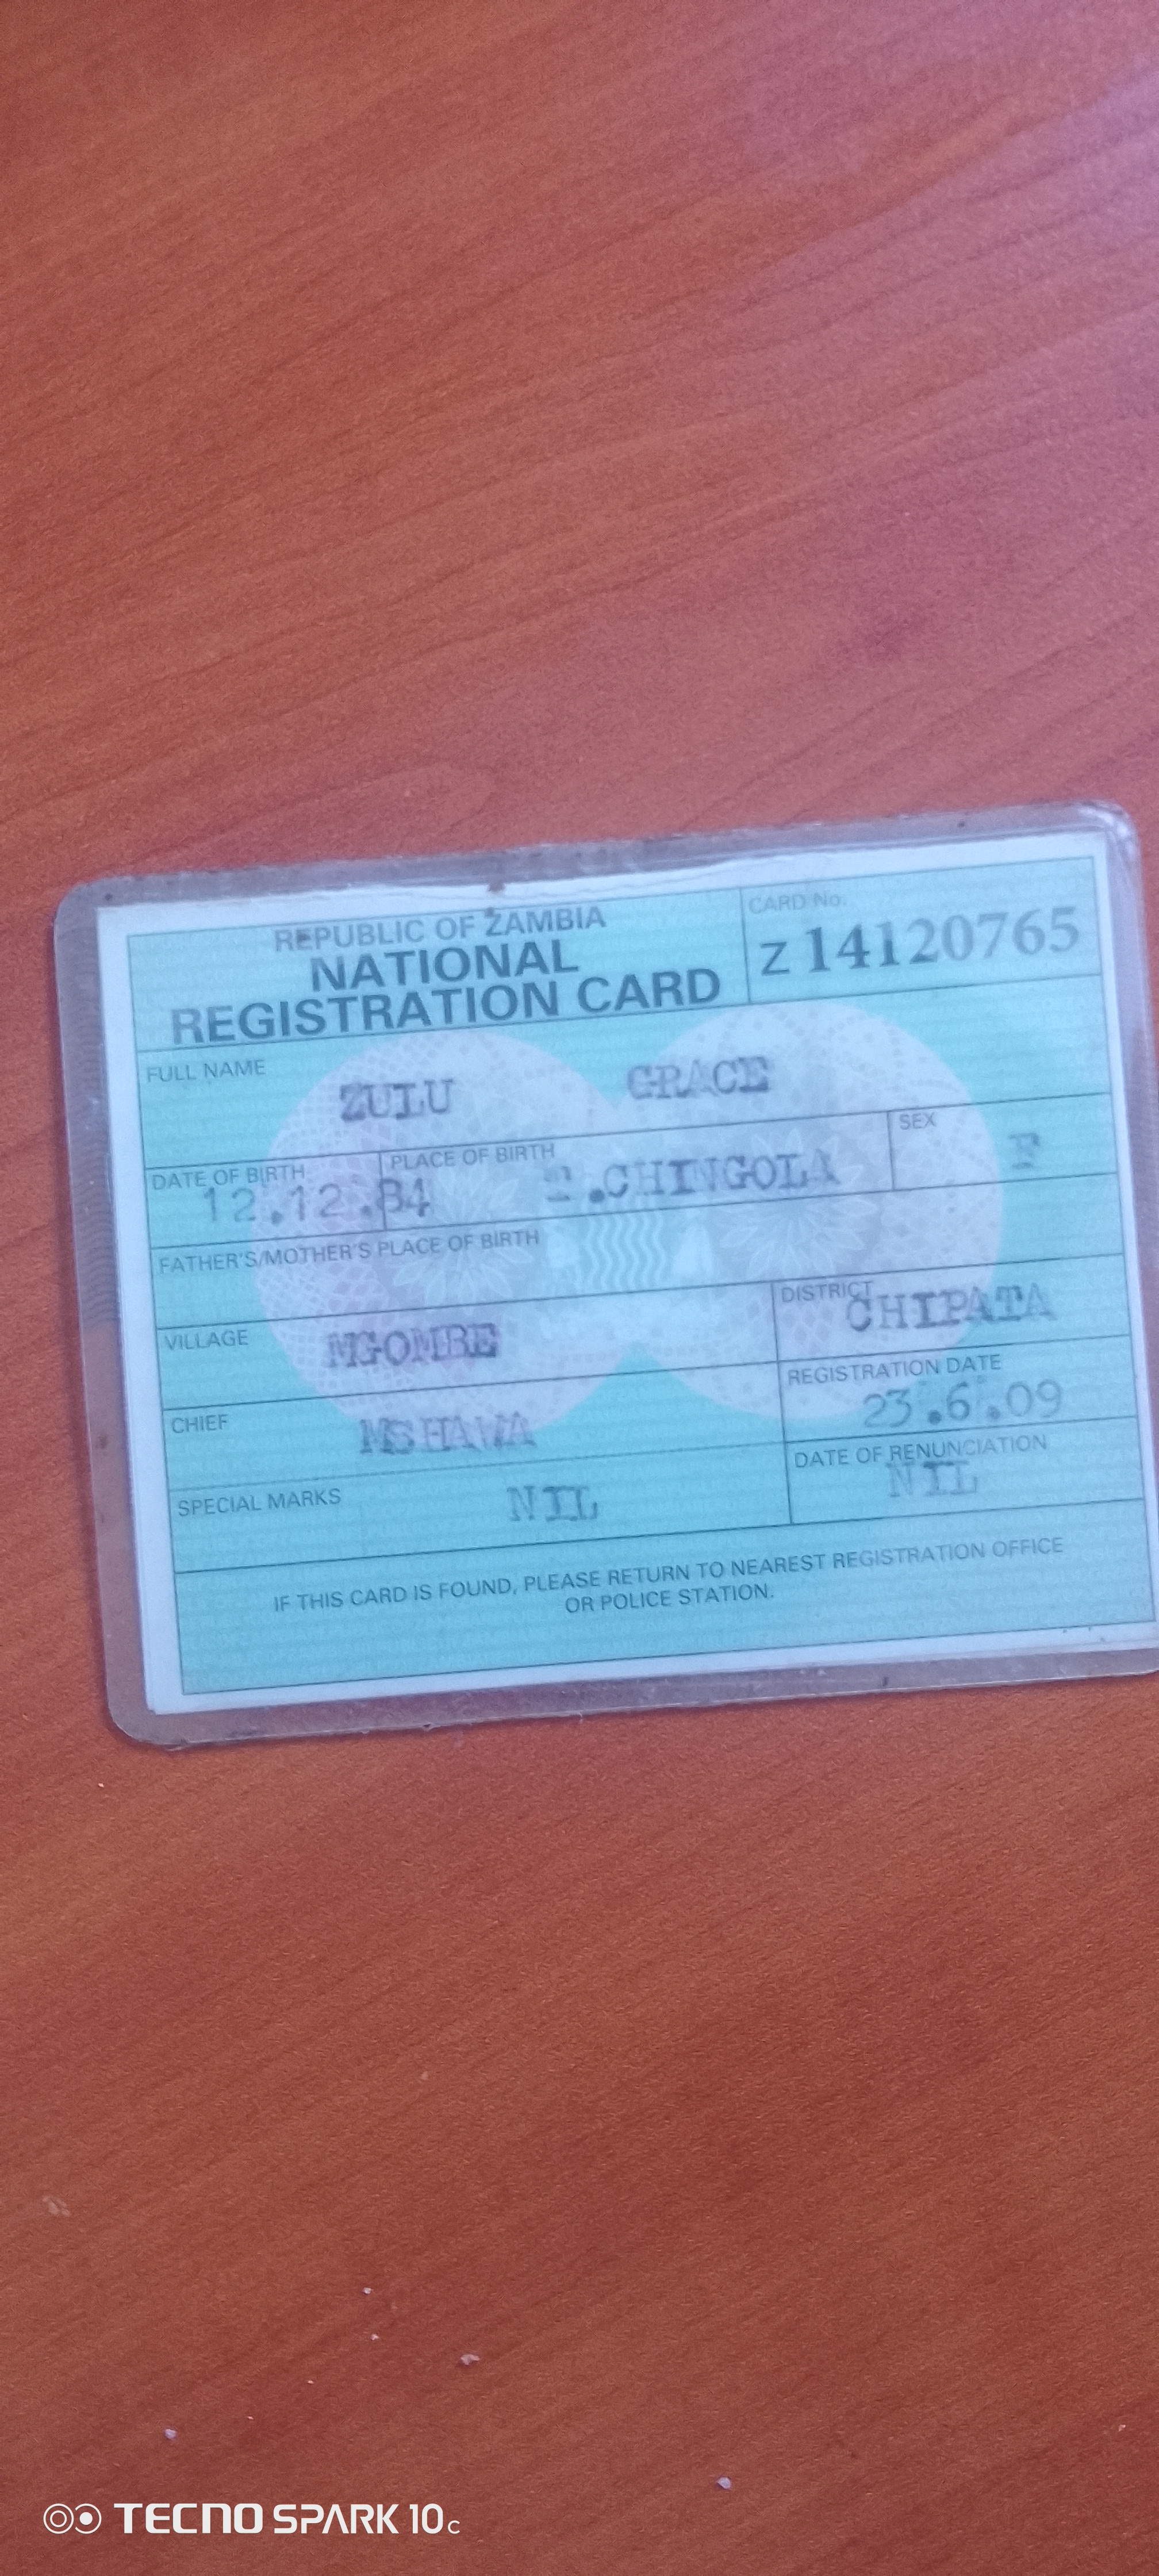 REPUBLIC OF ZAMBIA
NATIONAL
REGISTRATION CARD
CARD No.
Z 14120765
FULL NAME
ZULU GRACE
DATE OF BIRTH
12.12.84
PLACE OF BIRTH
.CHINGOLA
SEX
F
FATHER'S/MOTHER'S PLACE OF BIRTH
VILLAGE
MGOMBE
DISTRICT
CHIPATA
CHIEF
MSHAWA
REGISTRATION DATE
23.6.09
SPECIAL MARKS
NIL
DATE OF RENUNCIATION
NIL
IF THIS CARD IS FOUND, PLEASE RETURN TO NEAREST REGISTRATION OFFICE
OR POLICE STATION.
TECNO SPARK 10C